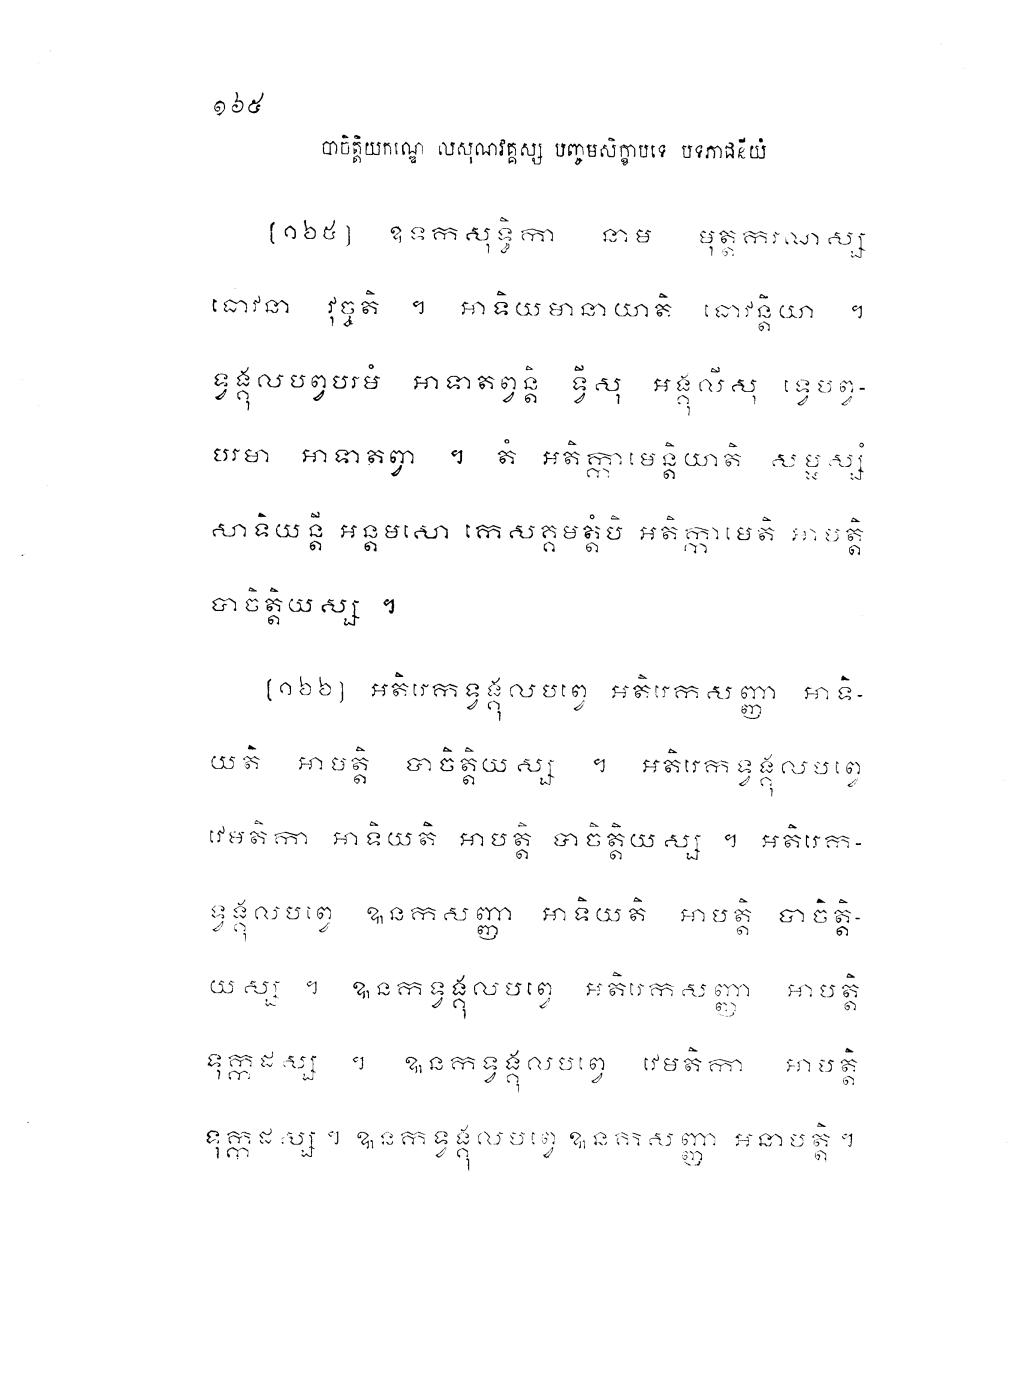 ១៦៥
បាចិត្តិយកណ្ឌេ លសុណវគ្គស្ស បញ្ចមសិក្ខាបទេ បទភាជនីយំ
[១៦៥] ឧទកសុទ្ធិកា នាម មុត្តករណស្ស
ធោវនា វុច្ចតិ ។ អាទិយមានាយាតិ ធោវន្តិយា ។
ទ្វង្គុលបព្វបរមំ អាទាតព្វន្តិ ទ្វីសុ អង្គុលីសុ ទ្វេបព្វ-
បរមា អាទាតព្វា ។ តំ អតិក្កាមេន្តិយាតិ សម្ផស្សំ
សាទិយន្តី អន្តមសោ កេសគ្គមត្តំបិ អតិក្កាមេតិ អាបត្តិ
បាចិត្តិយស្ស ។
[១៦៦] អតិរេកទ្វង្គុលបព្វេ អតិរេកសញ្ញា អាទិ-
យតិ អាបត្តិ បាចិត្តិយស្ស ។ អតិរេកទ្វង្គុលបព្វេ
វេមតិកា អាទិយតិ អាបត្តិ បាចិត្តិយស្ស ។ អតិរេក-
ទ្វង្គុលបព្វេ ឩនកសញ្ញា អាទិយតិ អាបត្តិ បាចិត្តិ-
យស្ស ។ ឩនកទ្វង្គុលបព្វេ អតិរេកសញ្ញា អាបត្តិ
ទុក្កដស្ស ។ ឩនកទ្វង្គុលបព្វេ វេមតិកា អាបត្តិ
ទុក្កដស្ស ។ ឩនកទ្វង្គុលបព្វេ ឩនកសញ្ញា អនាបត្តិ ។